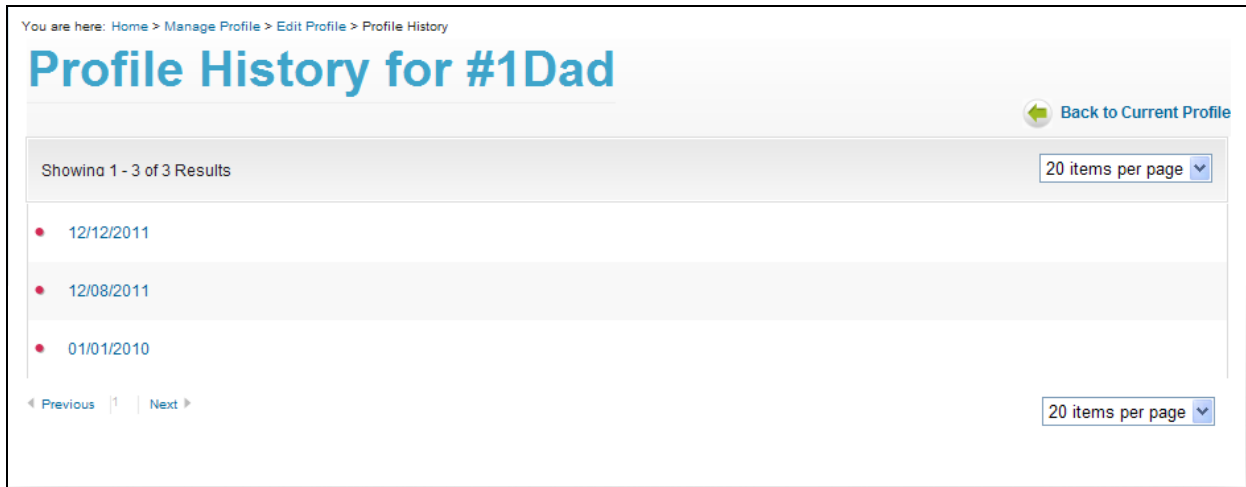 You are here: Home > Manage Profile > Edit Profile > Profile History
Profile History for #1Dad
Back to Current Profile
Showing 1 - 3 of 3 Results
20 items per page
12/12/2011
12/08/2011
01/01/2010
Previous 1 Next
20 items per page